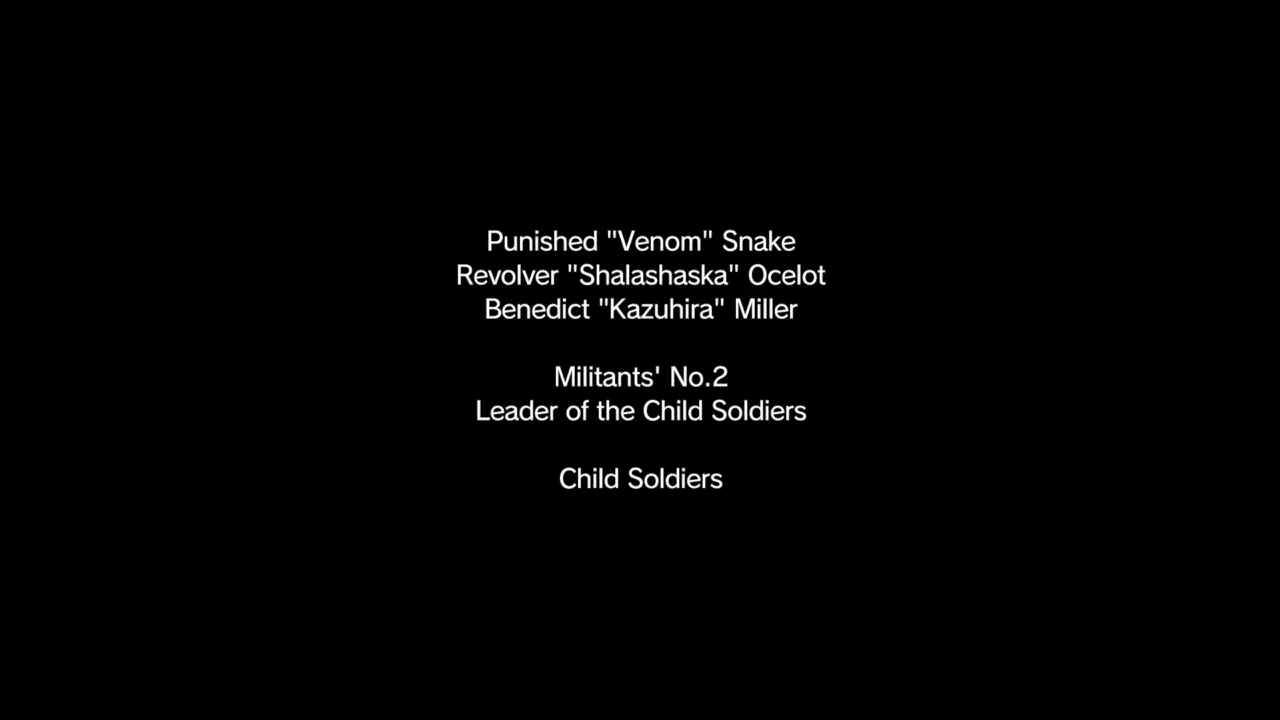 Punished "Venom" Snake
Revolver "Shalashaska" Ocelot
Benedict "Kazuhira" Miller
Militants' No.2
Leader of the Child Soldiers
Child Soldiers